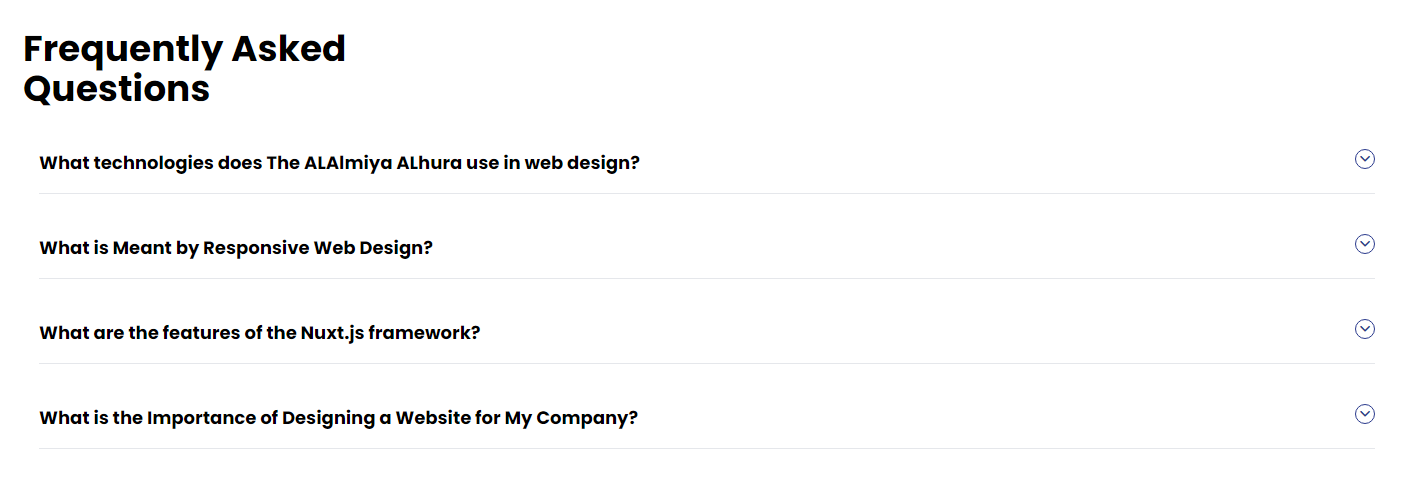 Frequently Asked
Questions
What technologies does The ALAlmiya ALhura use in web design?
What is Meant by Responsive Web Design?
What are the features of the Nuxt.js framework?
What is the Importance of Designing a Website for My Company?